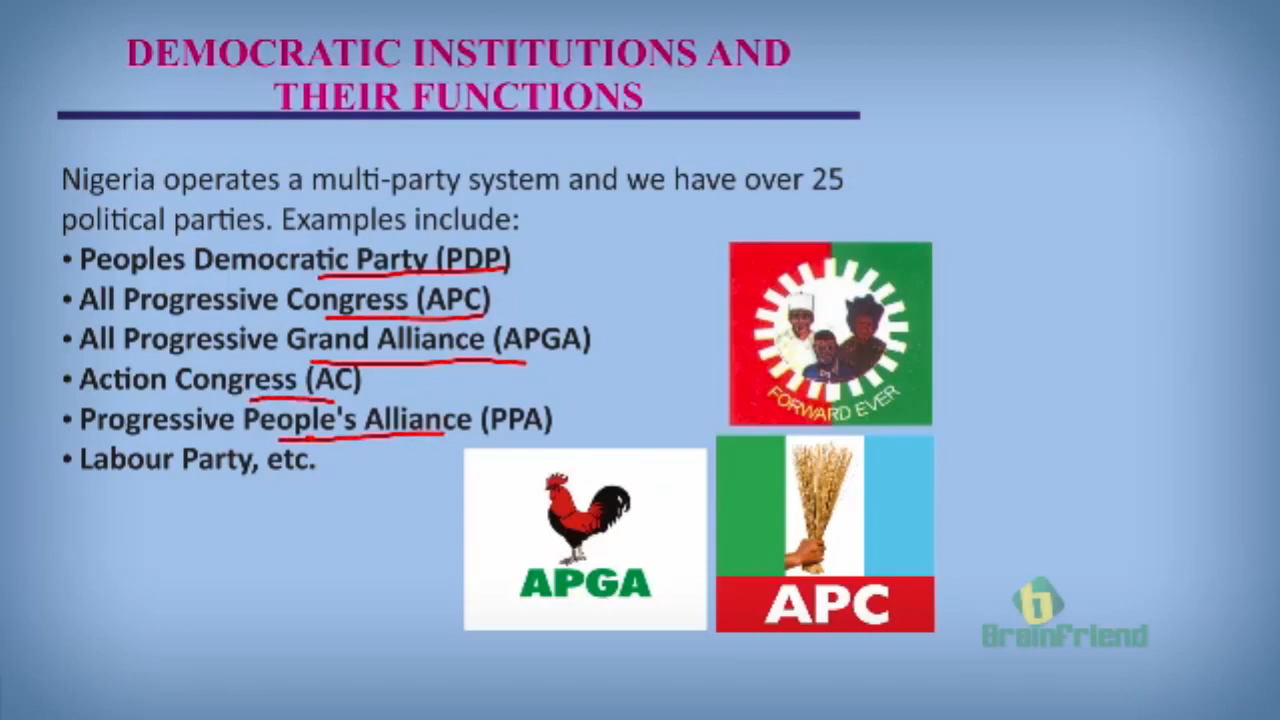 DEMOCRATIC INSTITUTIONS AND
THEIR FUNCTIONS
Nigeria operates a multi-party system and we have over 25
political parties. Examples include:
• Peoples Democratic Party (PDP)
• All Progressive Congress (APC)
• All Progressive Grand Alliance (APGA)
• Action Congress (AC)
• Progressive People's Alliance (PPA)
• Labour Party, etc.
FORWARD EVER
APGA
APC
b
BrainFriend